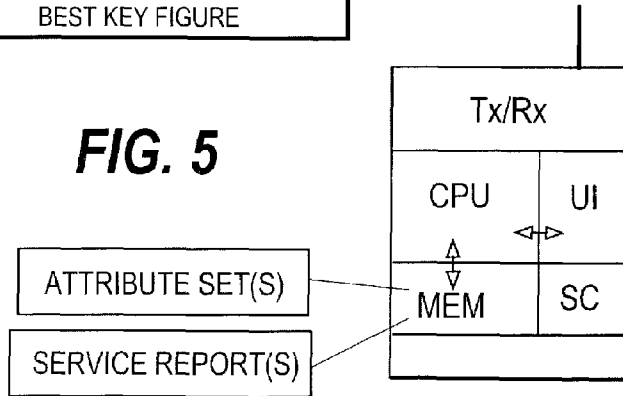 BEST KEY FIGURE
FIG. 5
Tx/Rx
CPU
UI
ATTRIBUTE SET(S)
MEM
SC
SERVICE REPORT(S)